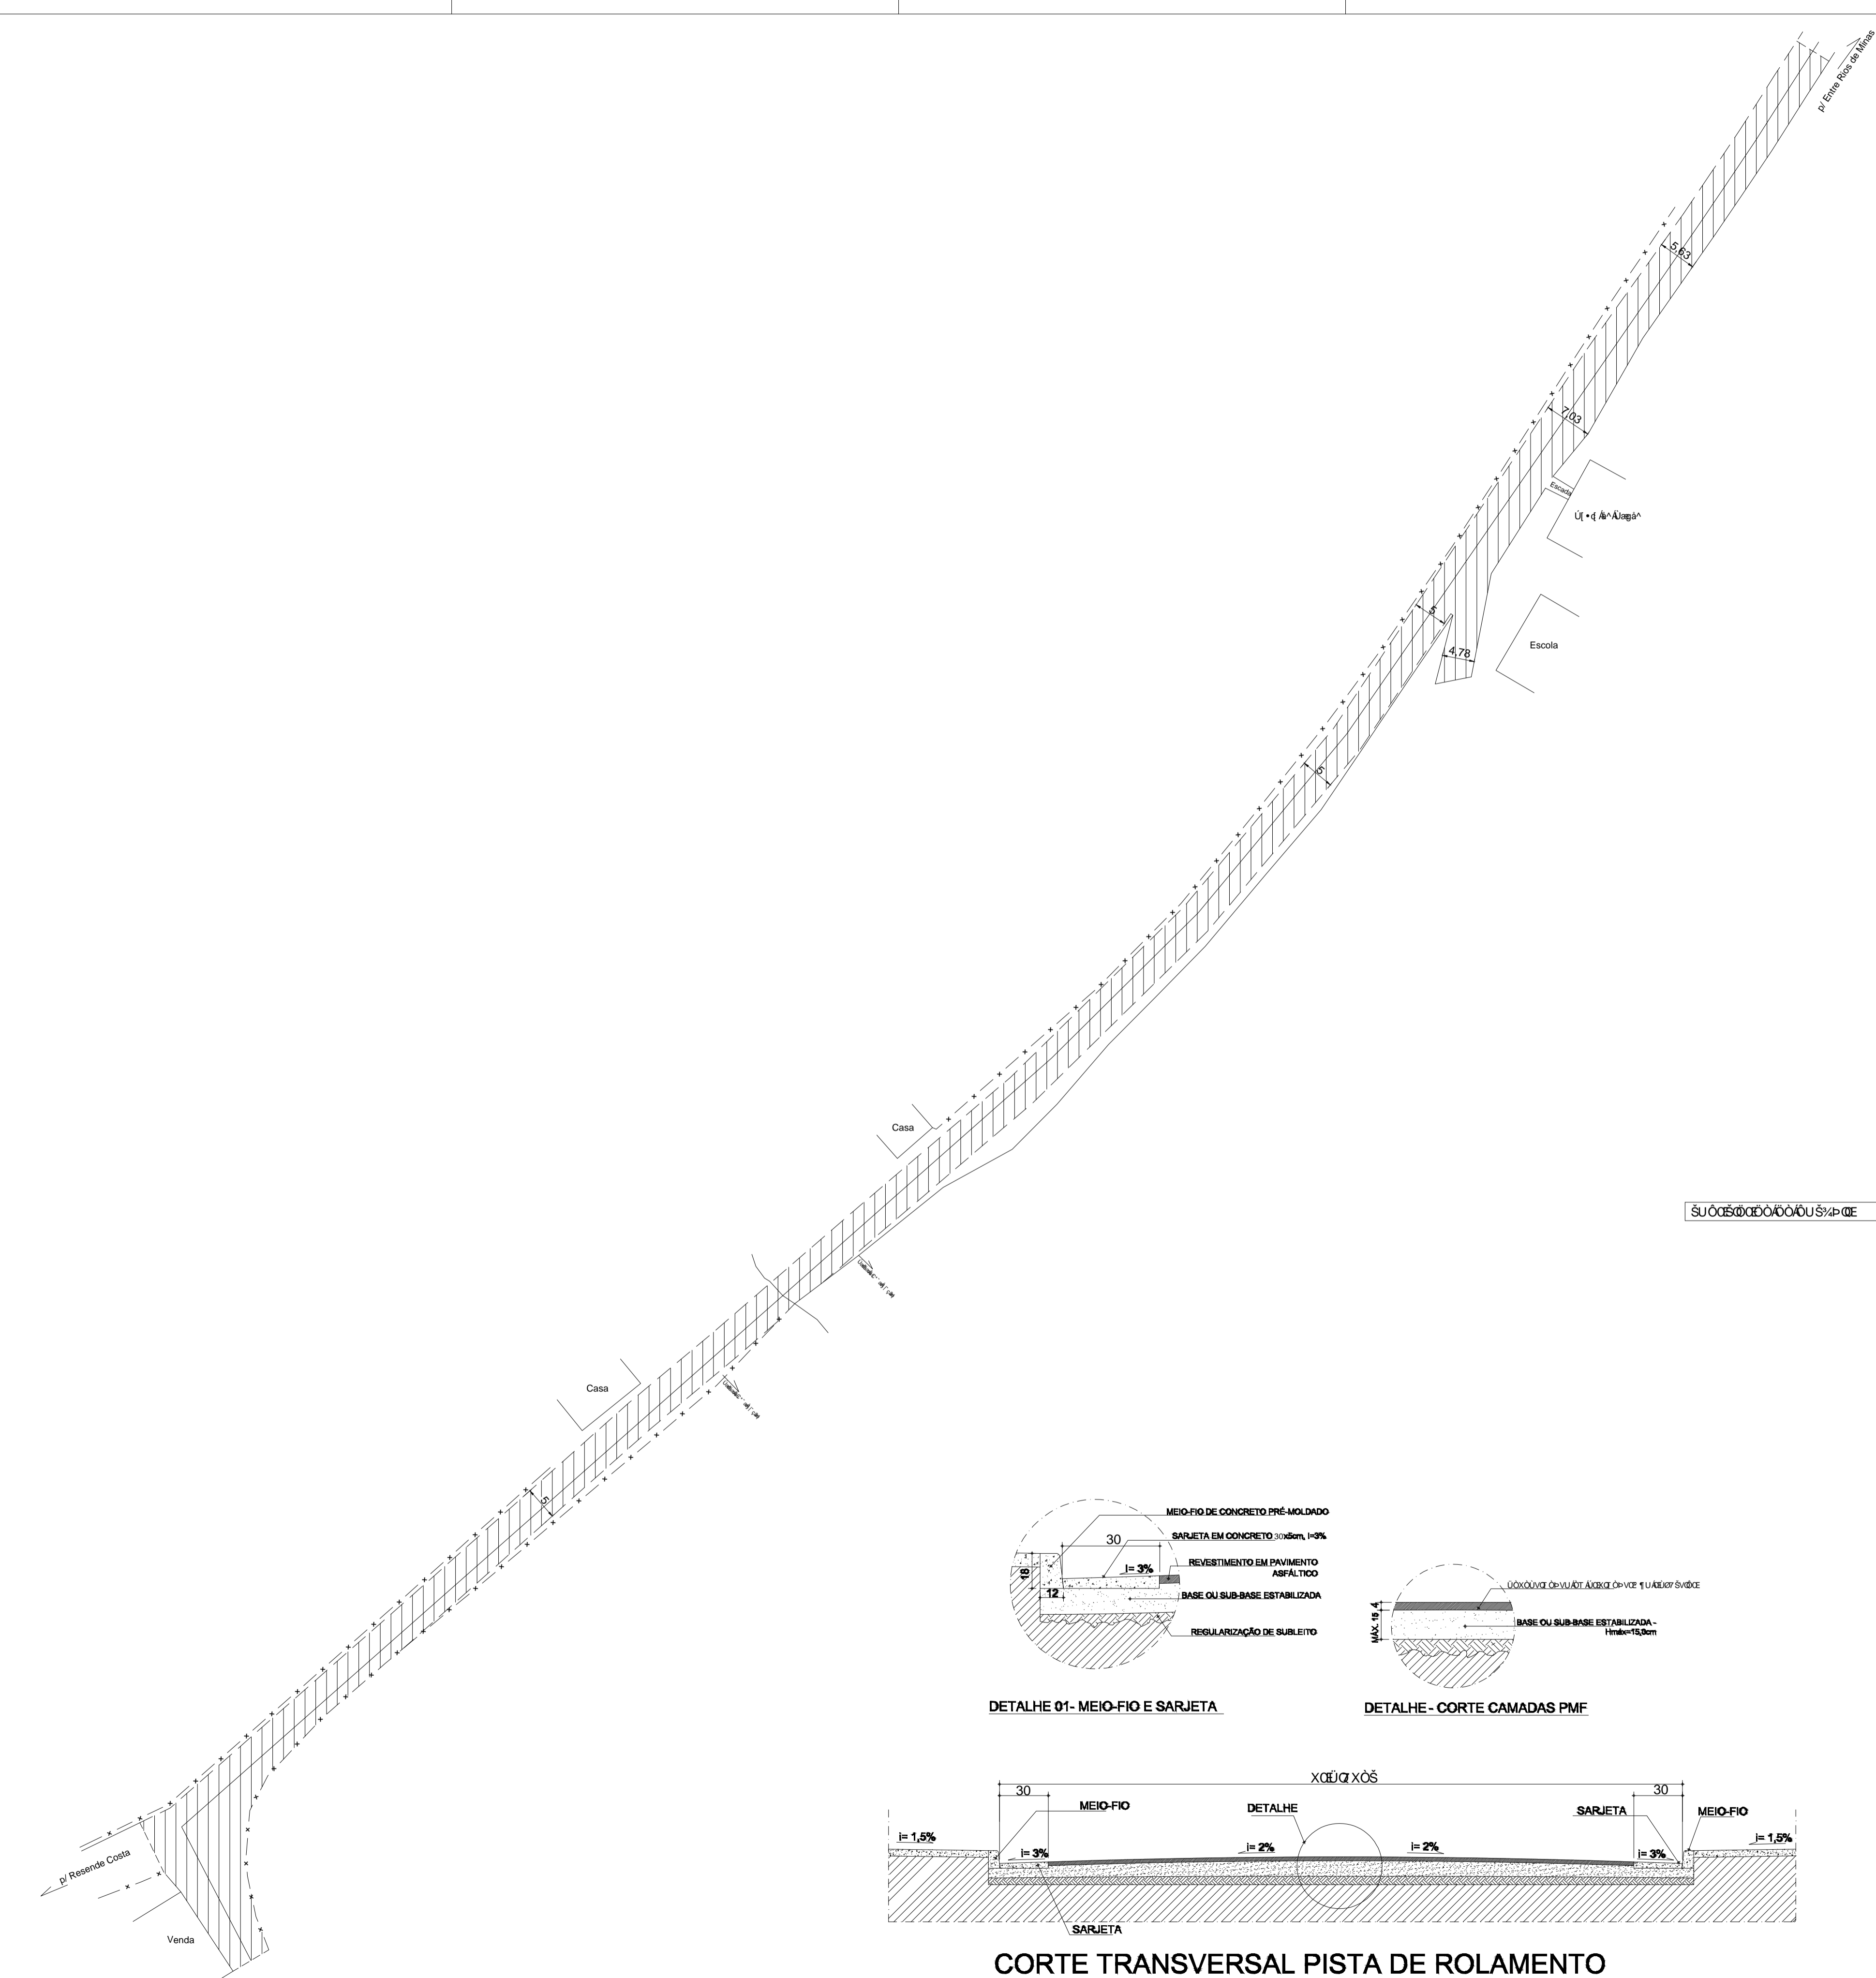 p/ Entre Rios de Minas
5,63
7,03
Escada
5
4,78
Escola
5
Casa
Casa
5
p/ Resende Costa
Venda
MEIO-FIO DE CONCRETO PRÉ-MOLDADO
SARJETA EM CONCRETO 30x5cm, i=3%
30
REVESTIMENTO EM PAVIMENTO
ASFÁLTICO
i= 3%
18
12
BASE OU SUB-BASE ESTABILIZADA
REGULARIZAÇÃO DE SUBLEITO
DETALHE 01- MEIO-FIO E SARJETA
4
MÁX. 15
BASE OU SUB-BASE ESTABILIZADA -
Hmáx=15,0cm
DETALHE - CORTE CAMADAS PMF
30
30
MEIO-FIO
DETALHE
SARJETA
MEIO-FIO
i= 1,5%
i= 3%
i= 2%
i= 2%
i= 3%
i= 1,5%
SARJETA
CORTE TRANSVERSAL PISTA DE ROLAMENTO